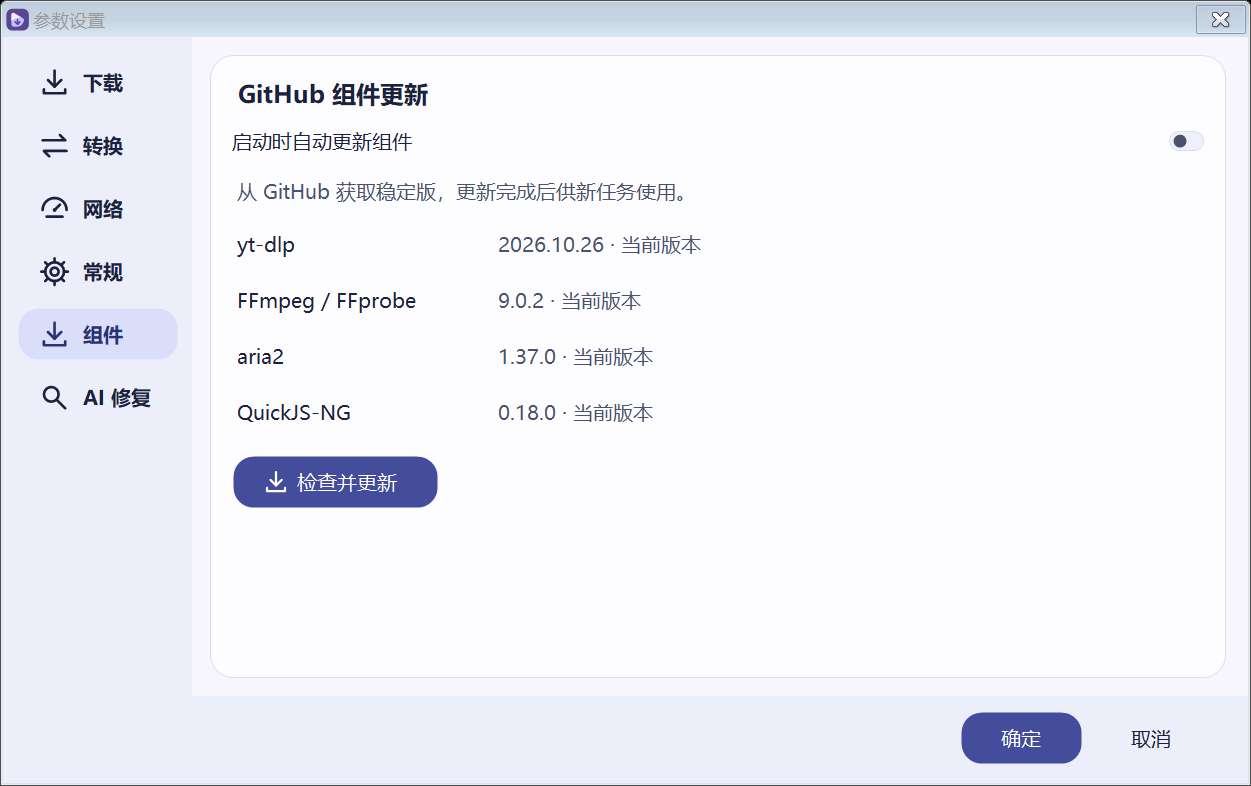 参数设置
下载
转换
网络
常规
组件
AI 修复
GitHub 组件更新
启动时自动更新组件
从 GitHub 获取稳定版，更新完成后供新任务使用。
yt-dlp 2026.10.26 · 当前版本
FFmpeg / FFprobe 9.0.2 · 当前版本
aria2 1.37.0 · 当前版本
QuickJS-NG 0.18.0 · 当前版本
检查并更新
确定 取消